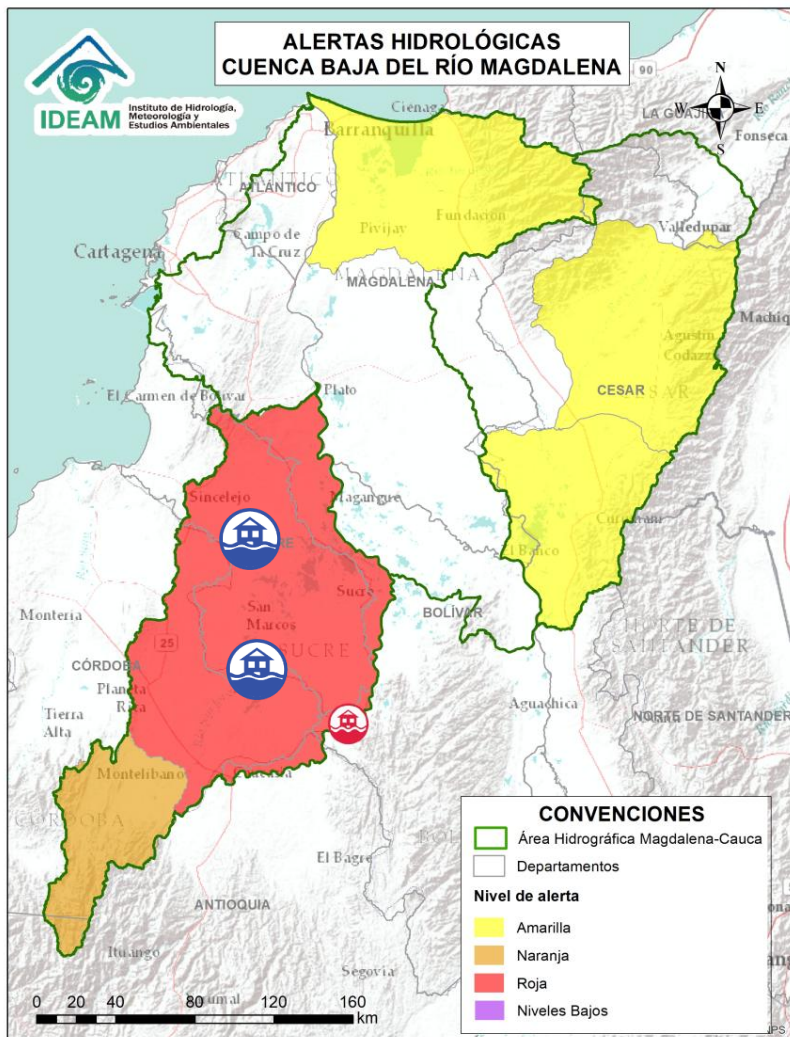 ALERTAS HIDROLÓGICAS
CUENCA BAJA DEL RÍO MAGDALENA
IDEAM
Instituto de Hidrología,
Meteorología y
Estudios Ambientales
90
N
W
E
S
Cienaga
LA GUAJIRA
Barranquilla
Fonseca
ATLANTICO
ATLÁNTICO
Pivijay
Fundación
Valledupar
Campo de
la Cruz
Cartagena
MAGDALENA
MAGDALENA
Agustín
Codazzi
CESAR
El Carmen de Bolívar
Plato
Sincelejo
Magangue
El Banco
Sucre
San
Marcos
BOLÍVAR
SUCRE
Montería
25
NORTE DE
SANTANDER
CÓRDOBA
Planeta
Rica
Tierra
Alta
Aguachica
NORTE DE SANTANDER
Montelibano
CORDOBA
El Bagre
ANTIOQUIA
Ituango
Segovia
0 20 40 80 120 160
km
CONVENCIONES
Área Hidrográfica Magdalena-Cauca
Departamentos
Nivel de alerta
Amarilla
Naranja
Roja
Niveles Bajos